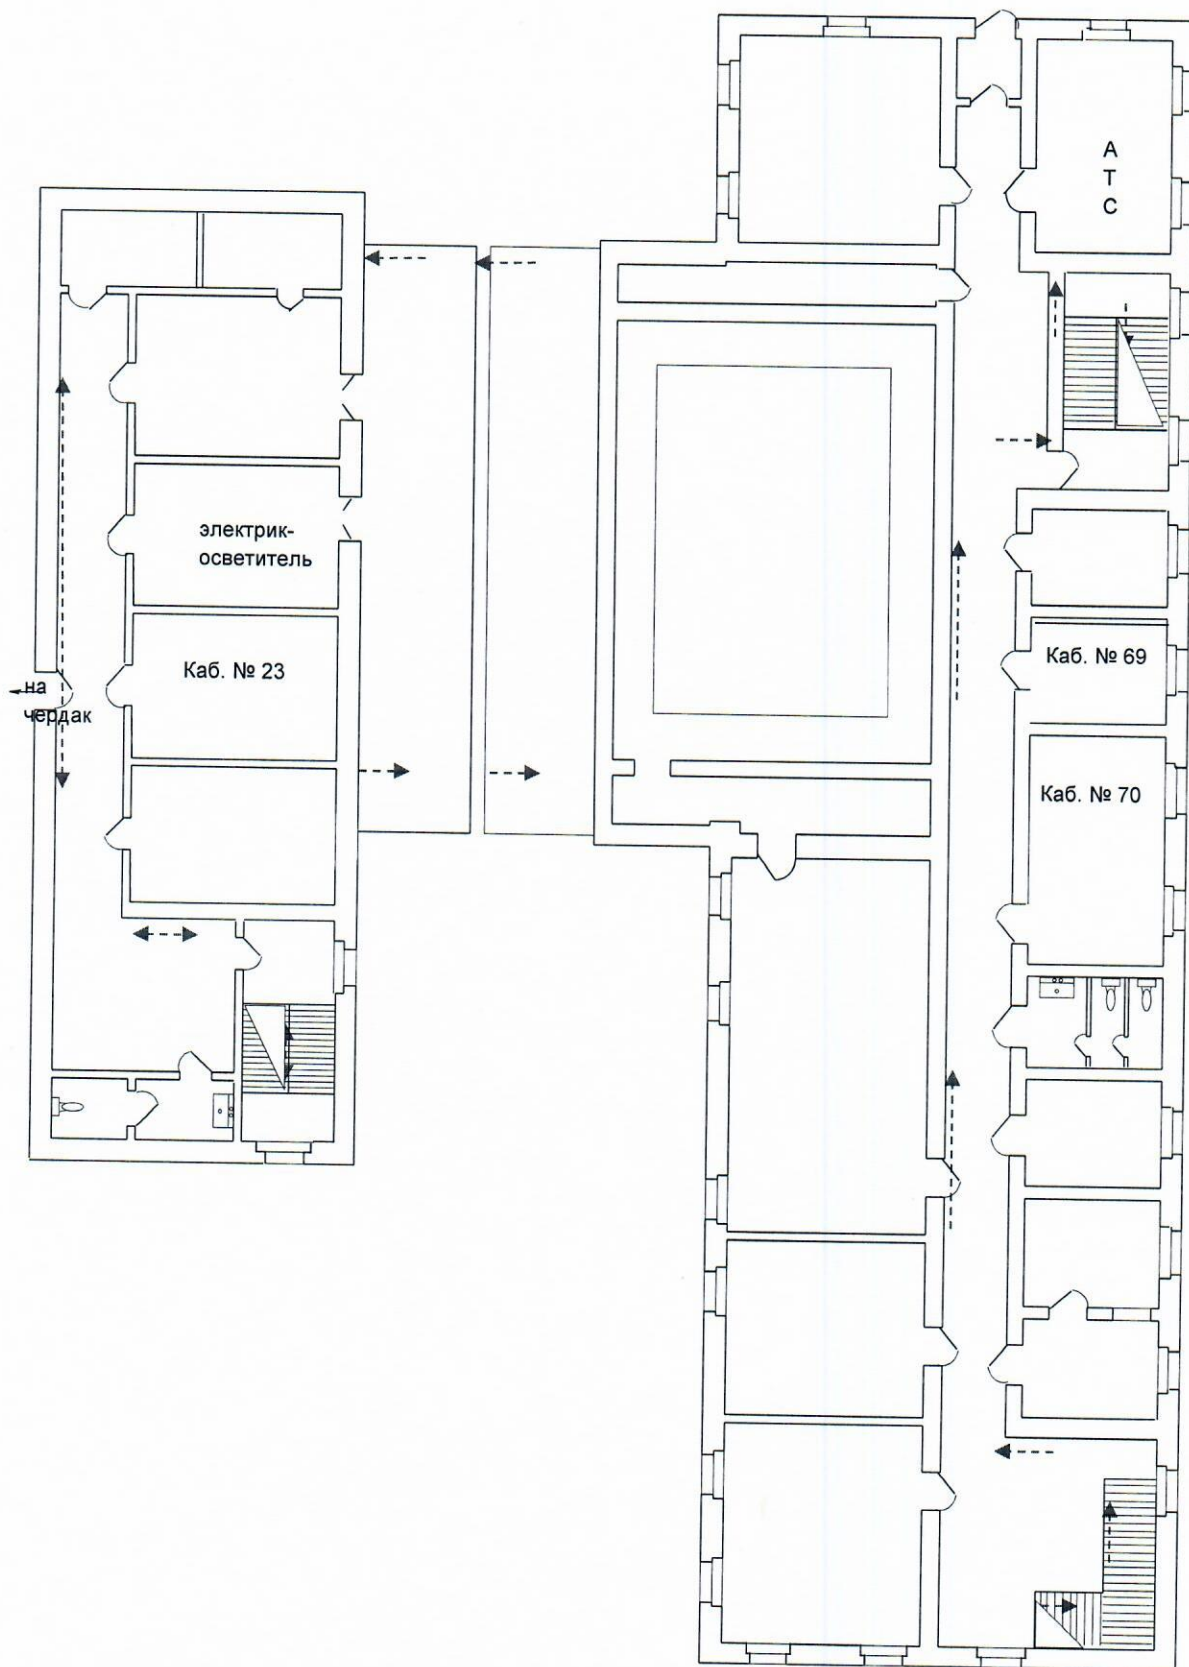 А
Т
С
электрик-
осветитель
Каб. № 23
Каб. № 69
на
чердак
Каб. № 70